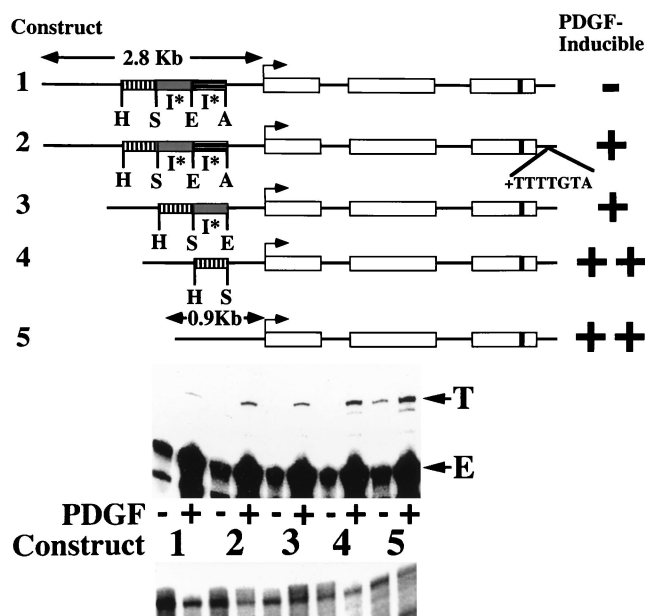 Construct
PDGF-
Inducible
2.8 Kb
1
I* I*
H S E A
-
2
I* I*
H S E A
+
+TTTTGTA
3
I*
H S E
+
4
H S
++
0.9Kb
5
++
T
E
PDGF - + - + - + - + - +
Construct 1 2 3 4 5